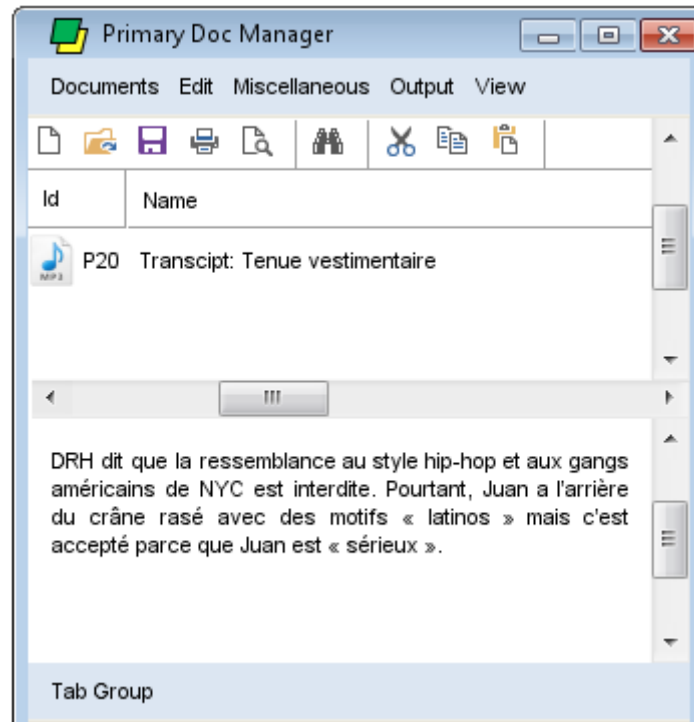 Primary Doc Manager
Documents Edit Miscellaneous Output View
Id Name
MP3 P20 Transcipt: Tenue vestimentaire
DRH dit que la ressemblance au style hip-hop et aux gangs
américains de NYC est interdite. Pourtant, Juan a l'arrière
du crâne rasé avec des motifs « latinos » mais c'est
accepté parce que Juan est « sérieux ».
Tab Group